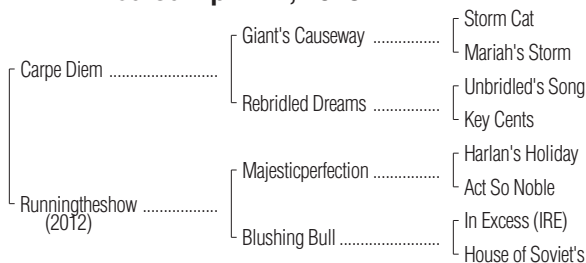 Storm Cat
Giant's Causeway ................
Mariah's Storm
Carpe Diem ..........................
Unbridled's Song
Rebridled Dreams ................
Key Cents
Harlan's Holiday
Majesticperfection ................
Act So Noble
Runningtheshow ..................
(2012)
In Excess (IRE)
Blushing Bull ........................
House of Soviet's